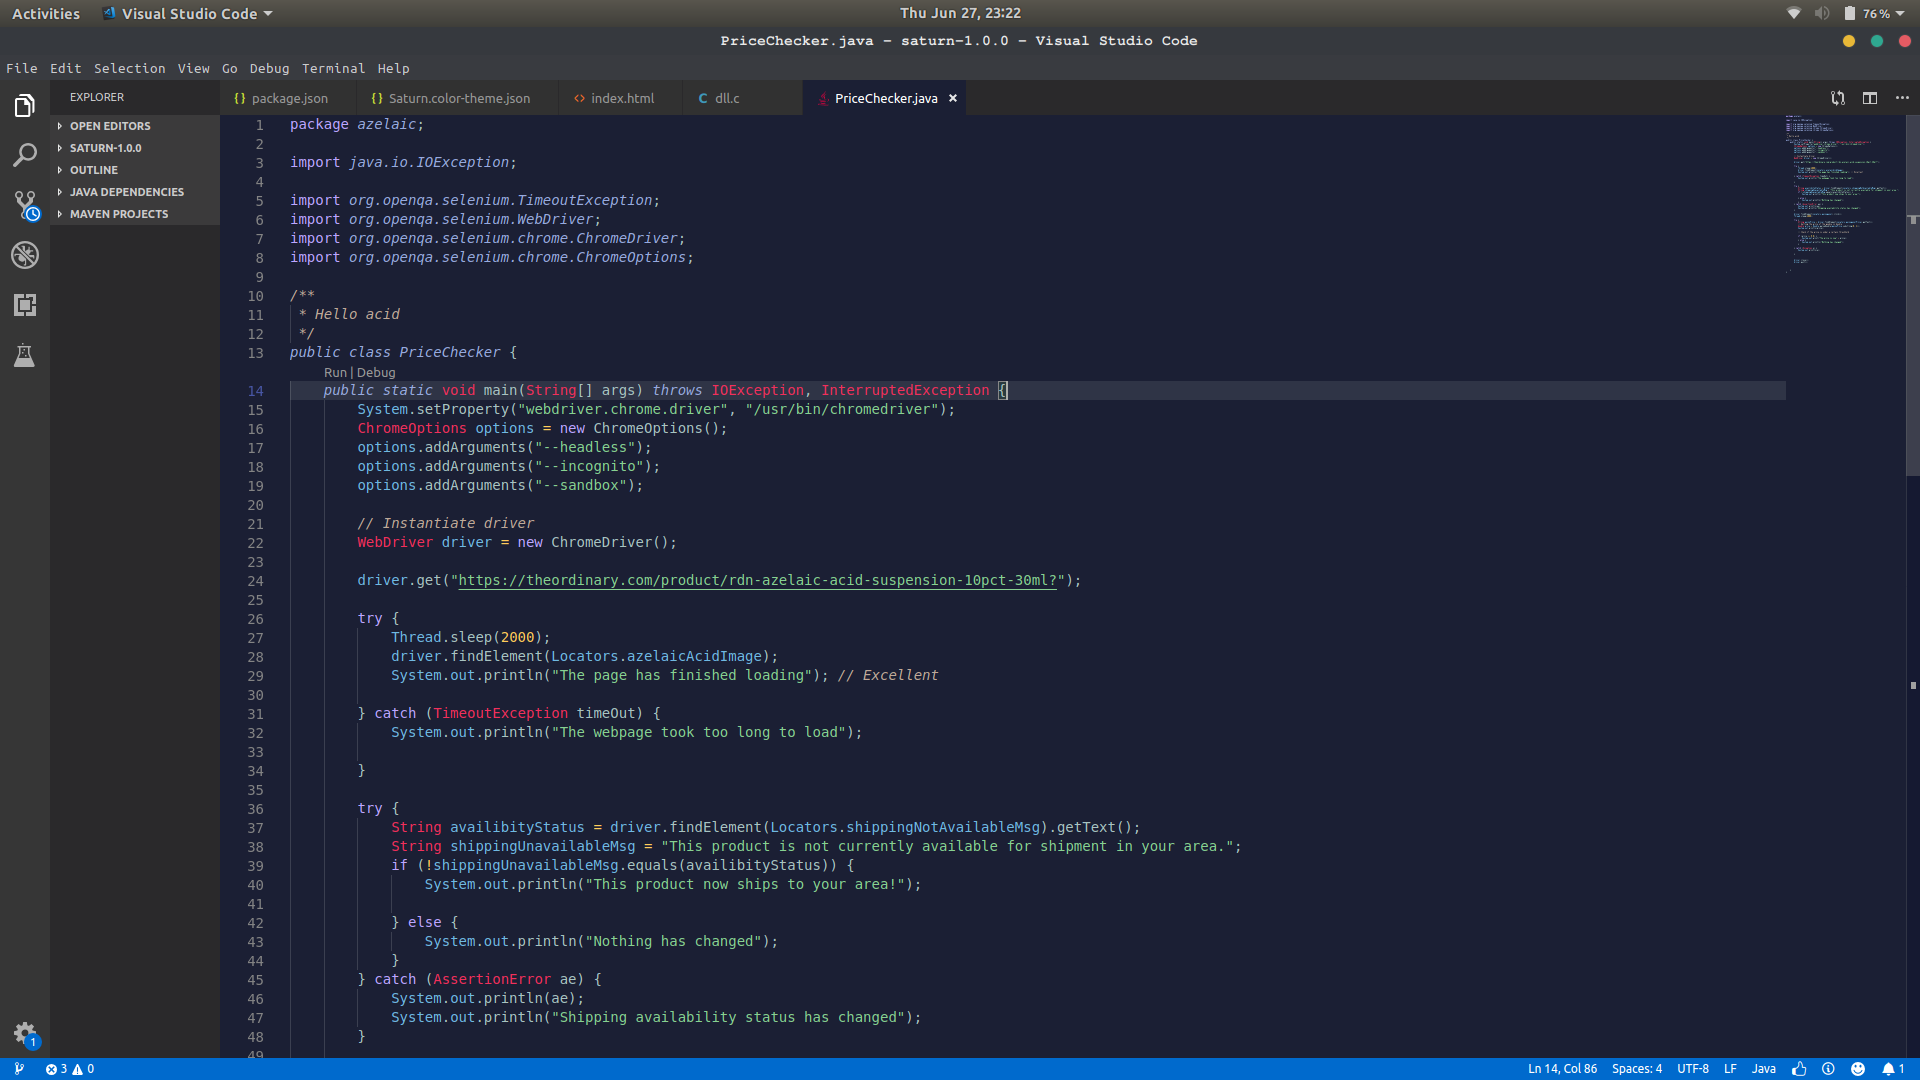 Activities Visual Studio Code Thu Jun 27, 23:22 76%
PriceChecker.java - saturn-1.0.0 - Visual Studio Code
File Edit Selection View Go Debug Terminal Help
EXPLORER {} package.json {} Saturn.color-theme.json <> index.html C dll.c PriceChecker.java ×
OPEN EDITORS
SATURN-1.0.0
OUTLINE
JAVA DEPENDENCIES
MAVEN PROJECTS
1 package azelaic;
2
3 import java.io.IOException;
4
5 import org.openqa.selenium.TimeoutException;
6 import org.openqa.selenium.WebDriver;
7 import org.openqa.selenium.chrome.ChromeDriver;
8 import org.openqa.selenium.chrome.ChromeOptions;
9
10 /**
11 * Hello acid
12 */
13 public class PriceChecker {
Run | Debug
14 public static void main(String[] args) throws IOException, InterruptedException {
15 System.setProperty("webdriver.chrome.driver", "/usr/bin/chromedriver");
16 ChromeOptions options = new ChromeOptions();
17 options.addArguments("--headless");
18 options.addArguments("--incognito");
19 options.addArguments("--sandbox");
20
21 // Instantiate driver
22 WebDriver driver = new ChromeDriver();
23
24 driver.get("https://theordinary.com/product/rdn-azelaic-acid-suspension-10pct-30ml?");
25
26 try {
27 Thread.sleep(2000);
28 driver.findElement(Locators.azelaicAcidImage);
29 System.out.println("The page has finished loading"); // Excellent
30
31 } catch (TimeoutException timeOut) {
32 System.out.println("The webpage took too long to load");
33
34 }
35
36 try {
37 String availibityStatus = driver.findElement(Locators.shippingNotAvailableMsg).getText();
38 String shippingUnavailableMsg = "This product is not currently available for shipment in your area.";
39 if (!shippingUnavailableMsg.equals(availibityStatus)) {
40 System.out.println("This product now ships to your area!");
41
42 } else {
43 System.out.println("Nothing has changed");
44 }
45 } catch (AssertionError ae) {
46 System.out.println(ae);
47 System.out.println("Shipping availability status has changed");
48 }
49
1
3 0 Ln 14, Col 86 Spaces: 4 UTF-8 LF Java 1